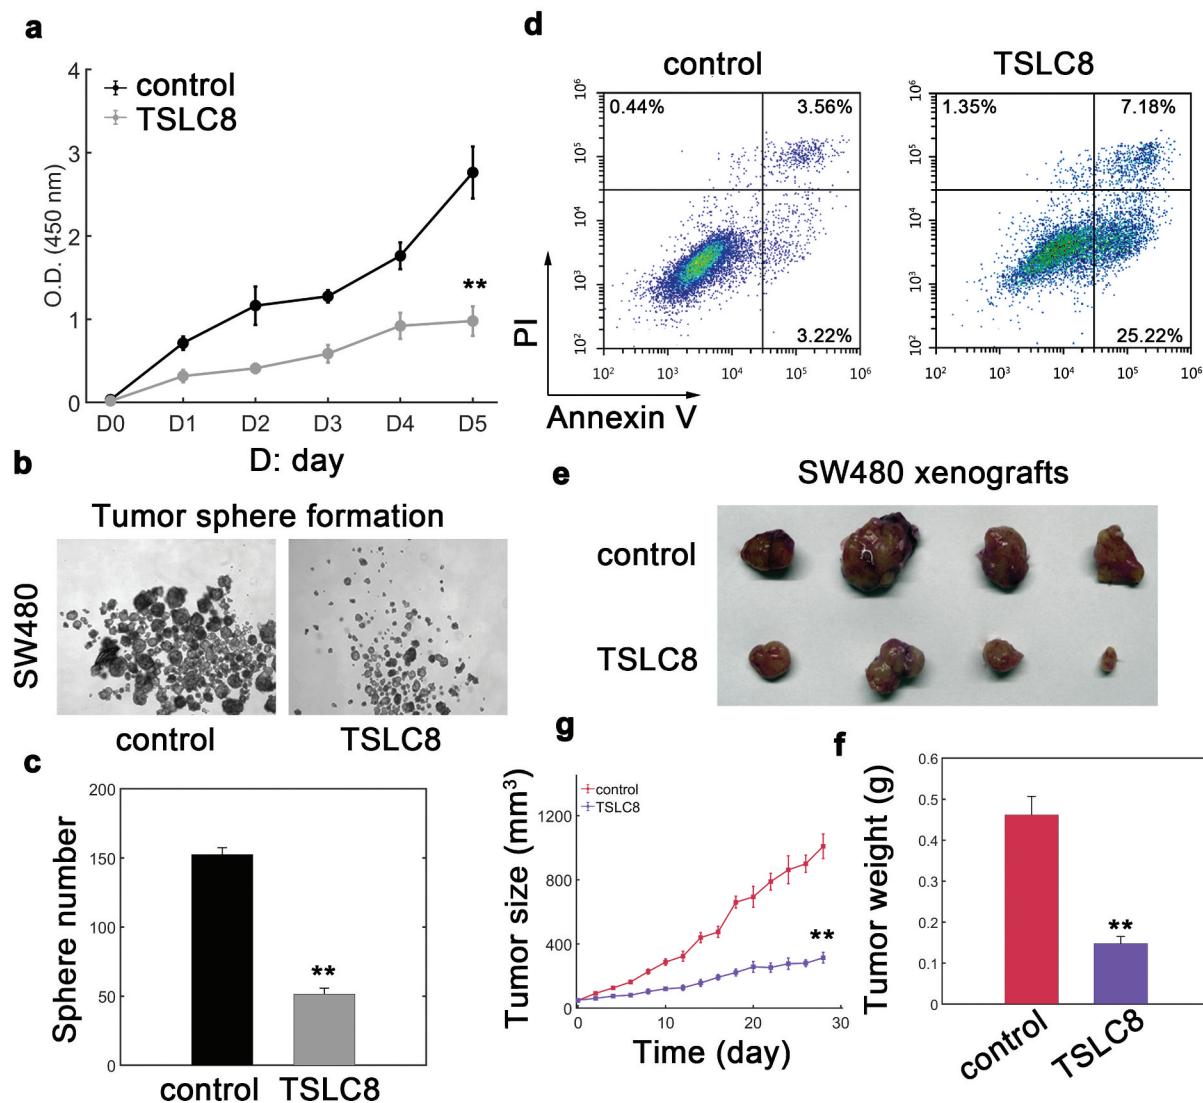 a
4
3
2
1
0
O.D. (450 nm)
control
TSLC8
**
D0 D1 D2 D3 D4 D5
D: day
b
Tumor sphere formation
SW480
control TSLC8
c
200
150
100
50
0
Sphere number
**
control TSLC8
d
control
0.44% 3.56%
3.22%
10⁶
10⁵
10⁴
10³
10²
10² 10³ 10⁴ 10⁵ 10⁶
PI
Annexin V
TSLC8
1.35% 7.18%
25.22%
10⁶
10⁵
10⁴
10³
10²
10² 10³ 10⁴ 10⁵ 10⁶
e
SW480 xenografts
control
TSLC8
g
control
TSLC8
1200
800
400
0
Tumor size (mm³)
**
0 10 20 30
Time (day)
f
0.6
0.5
0.4
0.3
0.2
0.1
0
Tumor weight (g)
**
control
TSLC8